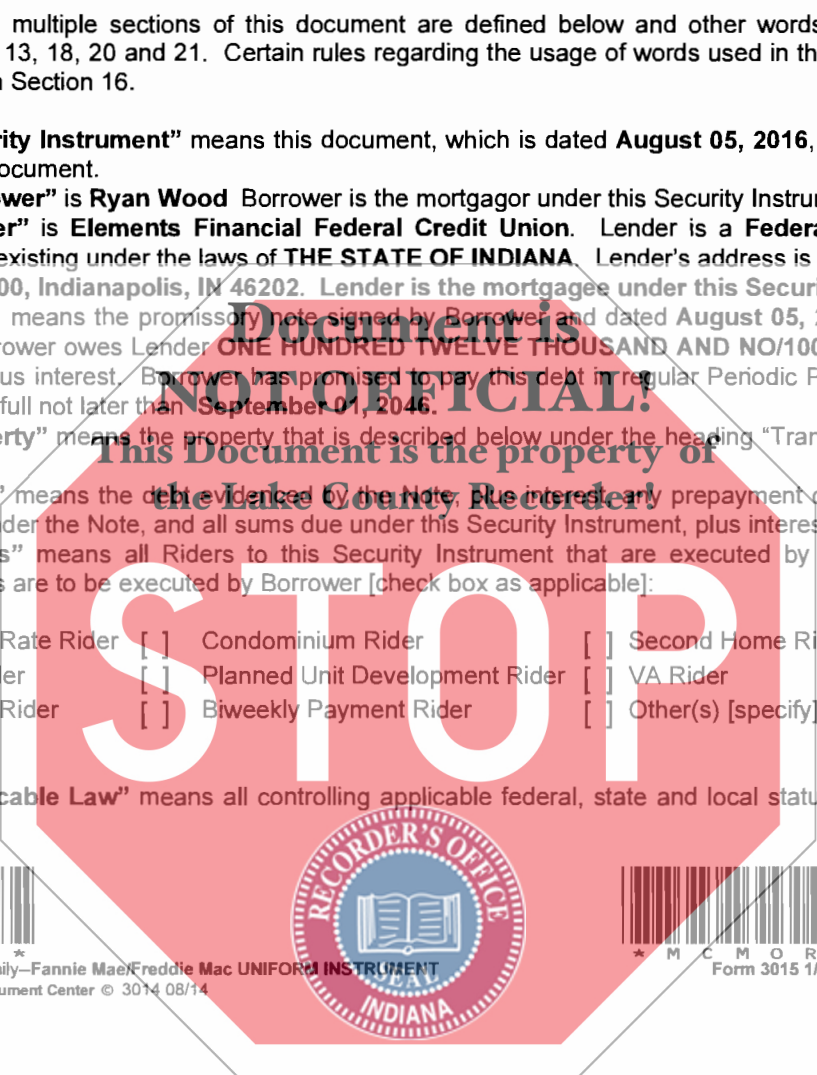 multiple sections of this document are defined below and other words
13, 18, 20 and 21. Certain rules regarding the usage of words used in th
n Section 16.
rity Instrument” means this document, which is dated August 05, 2016,
ocument.
wer” is Ryan Wood Borrower is the mortgagor under this Security Instrum
er” is Elements Financial Federal Credit Union. Lender is a Federa
existing under the laws of THE STATE OF INDIANA. Lender's address is
00, Indianapolis, IN 46202. Lender is the mortgagee under this Securi
means the promissory note signed by Borrower and dated August 05, 2
rower owes Lender ONE HUNDRED TWELVE THOUSAND AND NO/100
us interest. Borrower has promised to pay this debt in regular Periodic P
full not later than September 01, 2046.
erty” means the property that is described below under the heading “Tran
” means the debt evidenced by the Note, plus interest, any prepayment c
der the Note, and all sums due under this Security Instrument, plus interes
s” means all Riders to this Security Instrument that are executed by
s are to be executed by Borrower [check box as applicable]:
Rate Rider [ ] Condominium Rider [ ] Second Home Ri
er [ ] Planned Unit Development Rider [ ] VA Rider
Rider [ ] Biweekly Payment Rider [ ] Other(s) [specify]
cable Law” means all controlling applicable federal, state and local statu
Document is
NOT OFFICIAL!
This Document is the property of
the Lake County Recorder!
STOP
RECORDER'S OFFICE
SEAL
INDIANA
*
* M C M O R
ily–Fannie Mae/Freddie Mac UNIFORM INSTRUMENT
Form 3015 1/
ument Center © 3014 08/14